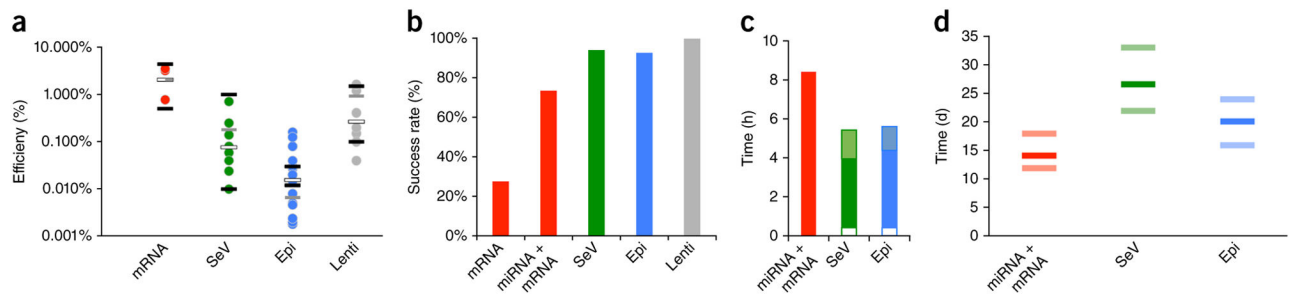 a
Efficiemy (%)
10.000%
1.000%
0.100%
0.010%
0.001%
mRNA
SeV
Epi
Lenti
b
Success rate (%)
100%
80%
60%
40%
20%
0%
mRNA
miRNA +
mRNA
SeV
Epi
Lenti
c
Time (h)
10
8
6
4
2
0
miRNA +
mRNA
SeV
Epi
d
Time (d)
35
30
25
20
15
10
5
0
miRNA +
mRNA
SeV
Epi